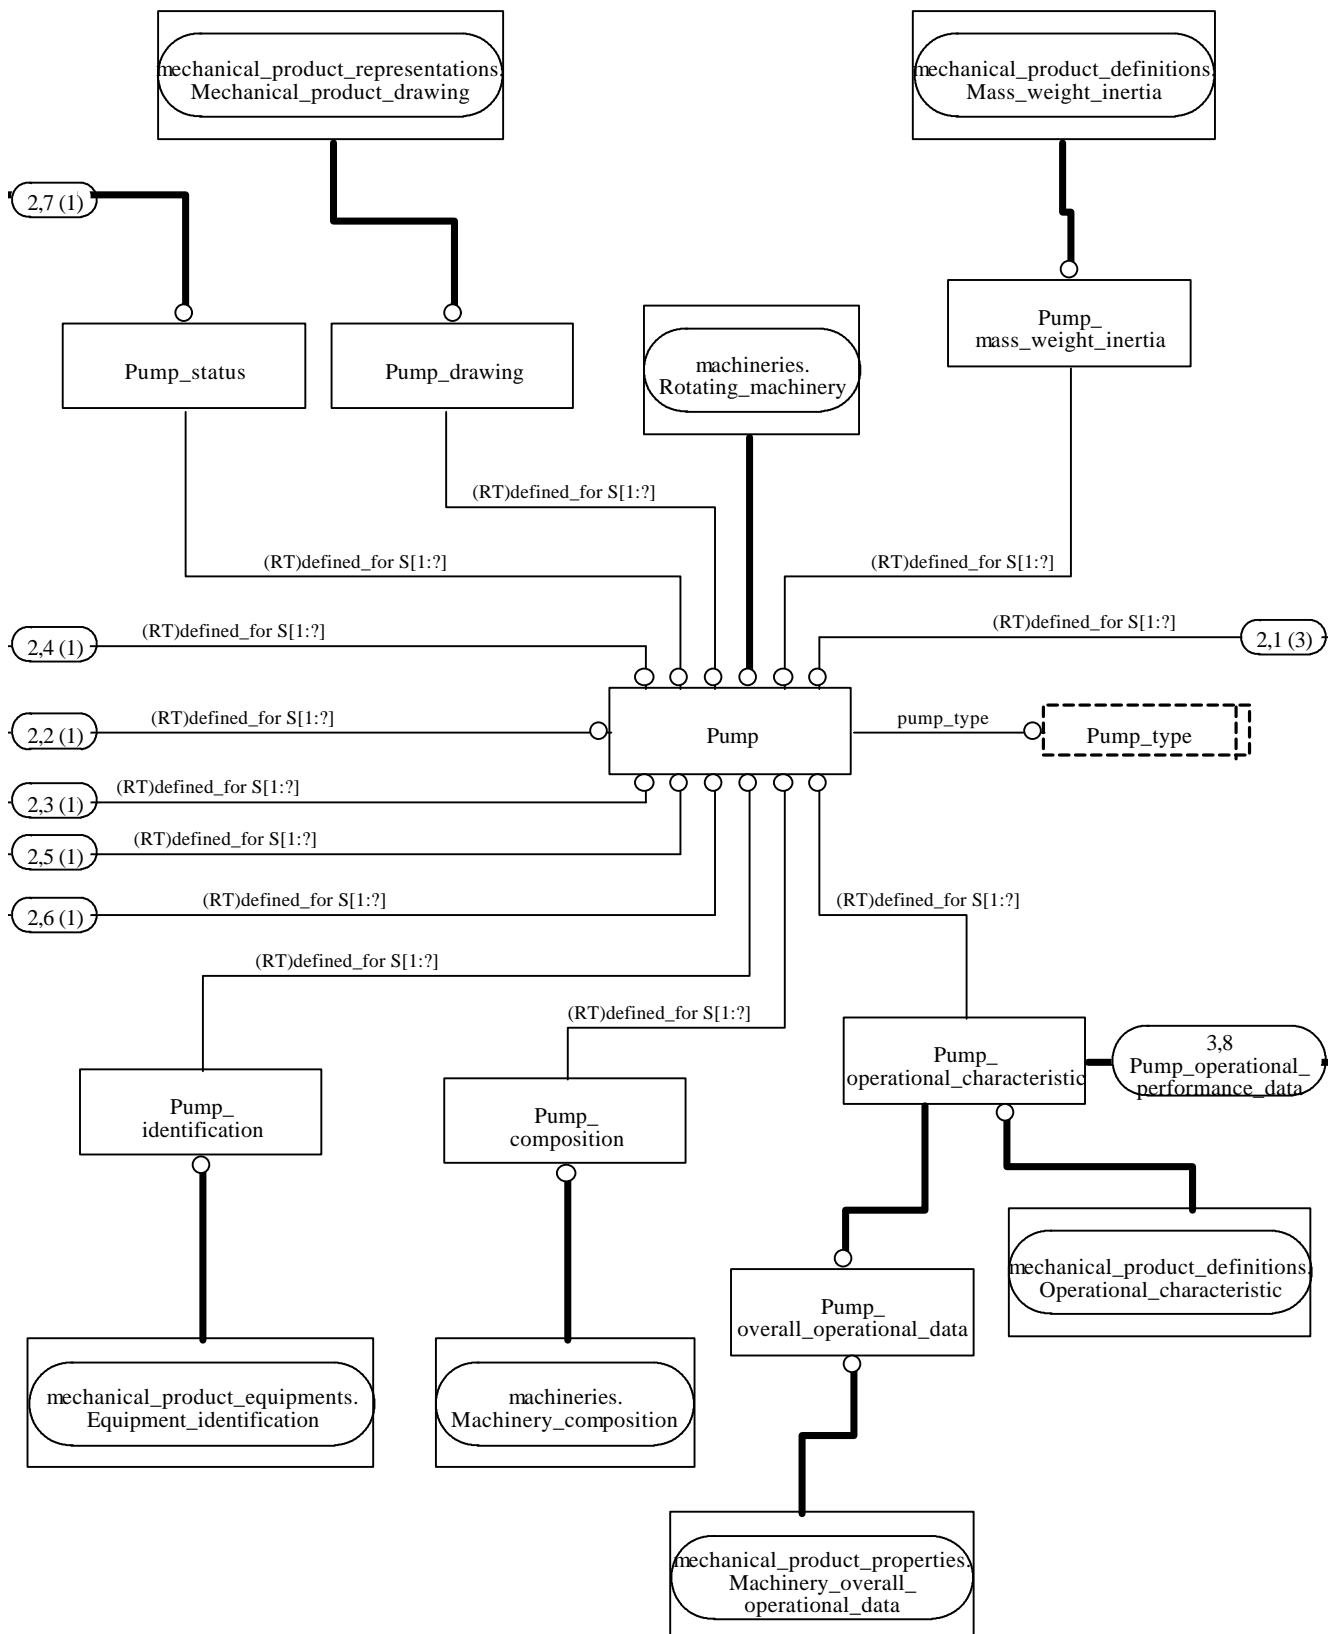 mechanical_product_representations.
Mechanical_product_drawing
mechanical_product_definitions.
Mass_weight_inertia
2,7 (1)
Pump_status
Pump_drawing
machineries.
Rotating_machinery
Pump_
mass_weight_inertia
(RT)defined_for S[1:?]
(RT)defined_for S[1:?]
(RT)defined_for S[1:?]
2,4 (1)
(RT)defined_for S[1:?]
(RT)defined_for S[1:?]
2,1 (3)
2,2 (1)
(RT)defined_for S[1:?]
Pump
pump_type
Pump_type
2,3 (1)
(RT)defined_for S[1:?]
2,5 (1)
(RT)defined_for S[1:?]
2,6 (1)
(RT)defined_for S[1:?]
(RT)defined_for S[1:?]
(RT)defined_for S[1:?]
(RT)defined_for S[1:?]
Pump_
operational_characteristic
3,8
Pump_operational_
performance_data
Pump_
identification
Pump_
composition
mechanical_product_definitions.
Operational_characteristic
Pump_
overall_operational_data
mechanical_product_equipments.
Equipment_identification
machineries.
Machinery_composition
mechanical_product_properties.
Machinery_overall_
operational_data